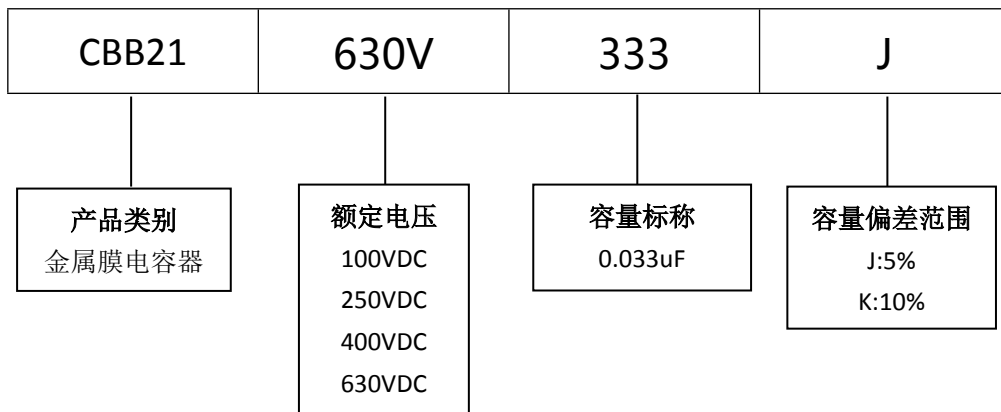 CBB21 630V 333 J
产品类别
金属膜电容器
额定电压
100VDC
250VDC
400VDC
630VDC
容量标称
0.033uF
容量偏差范围
J:5%
K:10%